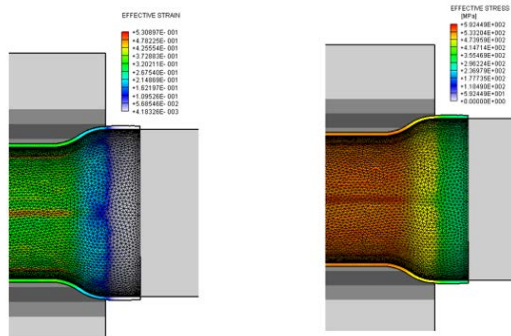 EFFECTIVE STRAIN
+5.30897E- 001
+4.78225E- 001
+4.25554E- 001
+3.72883E- 001
+3.20211E- 001
+2.67540E- 001
+2.14869E- 001
+1.62197E- 001
+1.09526E- 001
+5.68546E- 002
+4.18326E- 003
EFFECTIVE STRESS
[MPa]
+5.92449E+002
+5.33204E+002
+4.73959E+002
+4.14714E+002
+3.55469E+002
+2.96224E+002
+2.36979E+002
+1.77735E+002
+1.18490E+002
+5.92449E+001
+0.00000E+000